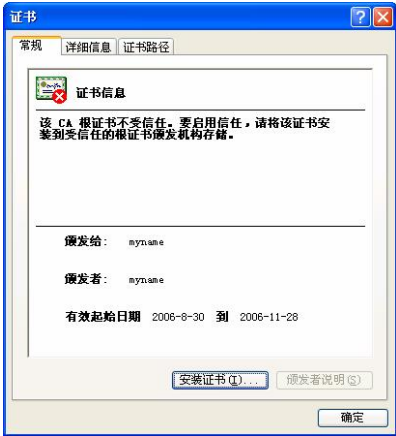 证书
常规 详细信息 证书路径
证书信息
该 CA 根证书不受信任。要启用信任，请将该证书安
装到受信任的根证书颁发机构存储。
颁发给： myname
颁发者： myname
有效起始日期 2006-8-30 到 2006-11-28
安装证书(I)... 颁发者说明(S)
确定